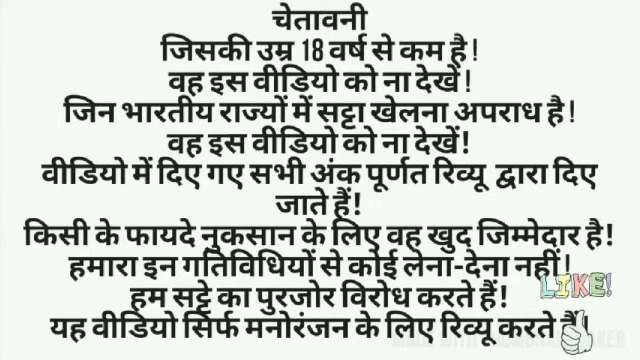 चेतावनी
जिसकी उम्र 18 वर्ष से कम है!
वह इस वीडियो को ना देखें!
जिन भारतीय राज्यों में सट्टा खेलना अपराध है!
वह इस वीडियो को ना देखें!
वीडियो में दिए गए सभी अंक पूर्णत रिव्यू द्वारा दिए
जाते हैं!
किसी के फायदे नुकसान के लिए वह खुद जिम्मेदार है!
हमारा इन गतिविधियों से कोई लेना-देना नहीं!
LIKE!
हम सट्टे का पुरजोर विरोध करते हैं!
यह वीडियो सिर्फ मनोरंजन के लिए रिव्यू करते हैं!